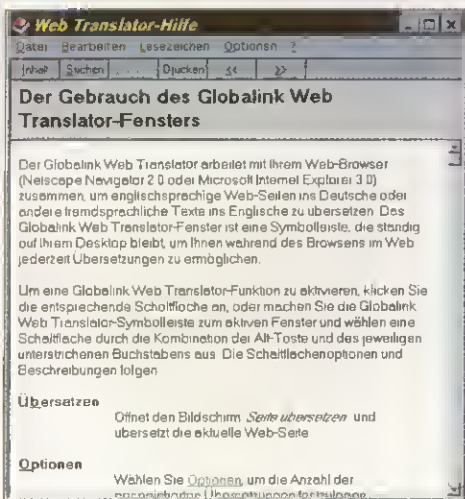 Web Translator-Hilfe
Datei Bearbeiten Lesezeichen Optionen ?
Inhalt Suchen Drucken << >>
Der Gebrauch des Globalink Web
Translator-Fensters
Der Globalink Web Translator arbeitet mit Ihrem Web-Browser
(Netscape Navigator 2 0 oder Microsoft Internet Explorer 3 0)
zusammen, um englischsprachige Web-Seiten ins Deutsche oder
andere fremdsprachliche Texte ins Englische zu übersetzen Das
Globalink Web Translator-Fenster ist eine Symbolleiste, die ständig
auf Ihrem Desktop bleibt, um Ihnen während des Browsens im Web
jederzeit Übersetzungen zu ermöglichen.
Um eine Globalink Web Translator-Funktion zu aktivieren, klicken Sie
die entsprechende Schaltfläche an, oder machen Sie die Globalink
Web Translator-Symbolleiste zum aktiven Fenster und wählen eine
Schaltfläche durch die Kombination der Alt-Taste und des jeweiligen
unterstrichenen Buchstabens aus Die Schaltflächenoptionen und
Beschreibungen folgen
Übersetzen
Öffnet den Bildschirm Seite übersetzen und
übersetzt die aktuelle Web-Seite
Optionen
Wählen Sie Optionen, um die Anzahl der